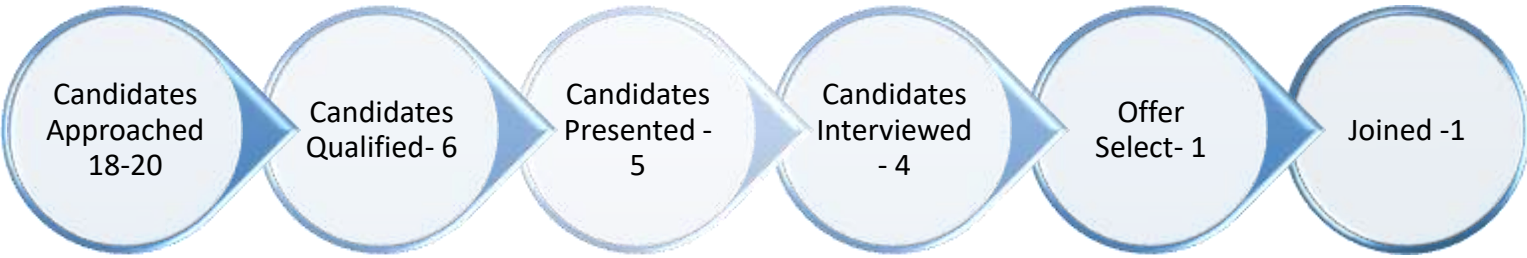 Candidates
Approached
18-20
Candidates
Qualified- 6
Candidates
Presented -
5
Candidates
Interviewed
- 4
Offer
Select- 1
Joined -1